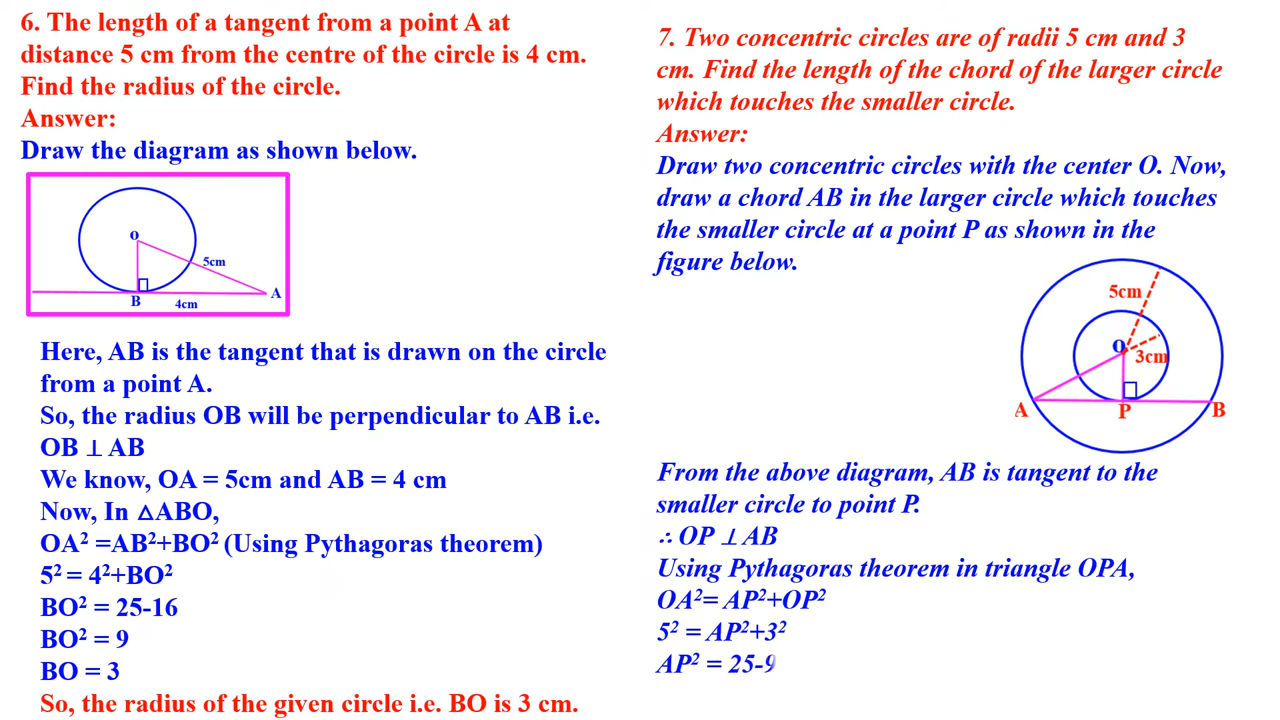 6. The length of a tangent from a point A at
distance 5 cm from the centre of the circle is 4 cm.
Find the radius of the circle.
Answer:
Draw the diagram as shown below.
O
5cm
A
B
4cm
Here, AB is the tangent that is drawn on the circle
from a point A.
So, the radius OB will be perpendicular to AB i.e.
OB ⊥ AB
We know, OA = 5cm and AB = 4 cm
Now, In △ABO,
OA² =AB²+BO² (Using Pythagoras theorem)
5² = 4²+BO²
BO² = 25-16
BO² = 9
BO = 3
So, the radius of the given circle i.e. BO is 3 cm.
7. Two concentric circles are of radii 5 cm and 3
cm. Find the length of the chord of the larger circle
which touches the smaller circle.
Answer:
Draw two concentric circles with the center O. Now,
draw a chord AB in the larger circle which touches
the smaller circle at a point P as shown in the
figure below.
5cm
O
3cm
A
P
B
From the above diagram, AB is tangent to the
smaller circle to point P.
∴ OP ⊥ AB
Using Pythagoras theorem in triangle OPA,
OA²= AP²+OP²
5² = AP²+3²
AP² = 25-9